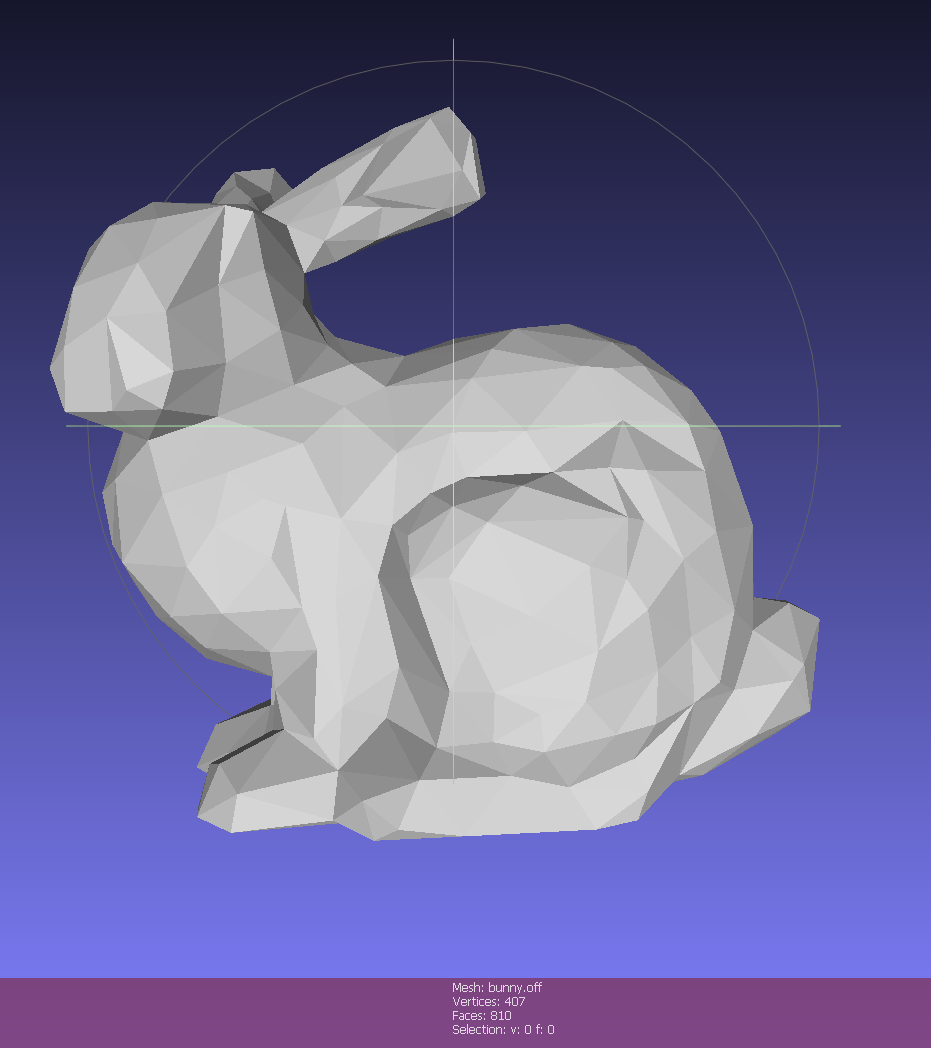 Mesh: bunny.off
Vertices: 407
Faces: 810
Selection: v: 0 f: 0